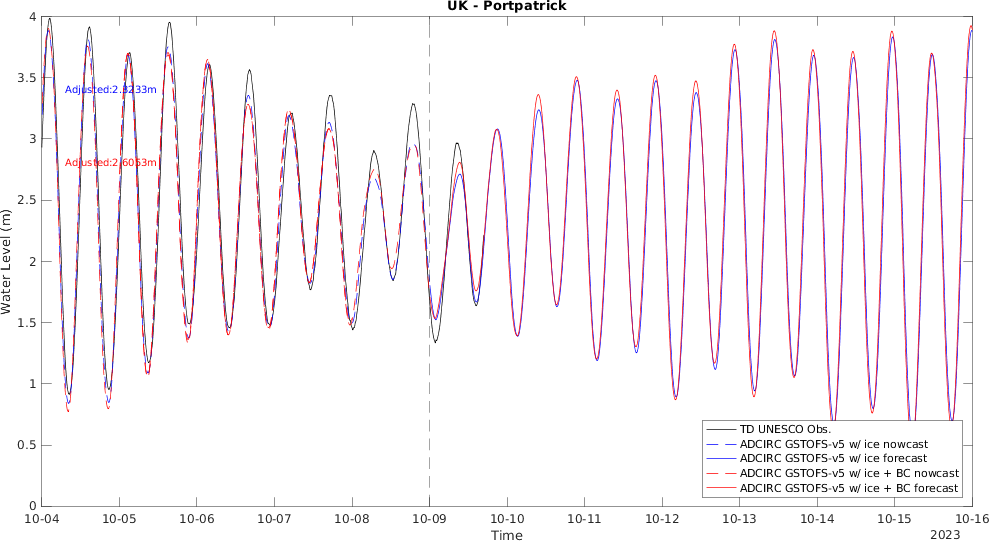 UK - Portpatrick
4
3.5
3
2.5
2
1.5
1
0.5
0
Water Level (m)
Adjusted:2.3233m
Adjusted:2.6053m
TD UNESCO Obs.
ADCIRC GSTOFS-v5 w/ ice nowcast
ADCIRC GSTOFS-v5 w/ ice forecast
ADCIRC GSTOFS-v5 w/ ice + BC nowcast
ADCIRC GSTOFS-v5 w/ ice + BC forecast
10-04 10-05 10-06 10-07 10-08 10-09 10-10 10-11 10-12 10-13 10-14 10-15 10-16
Time
2023